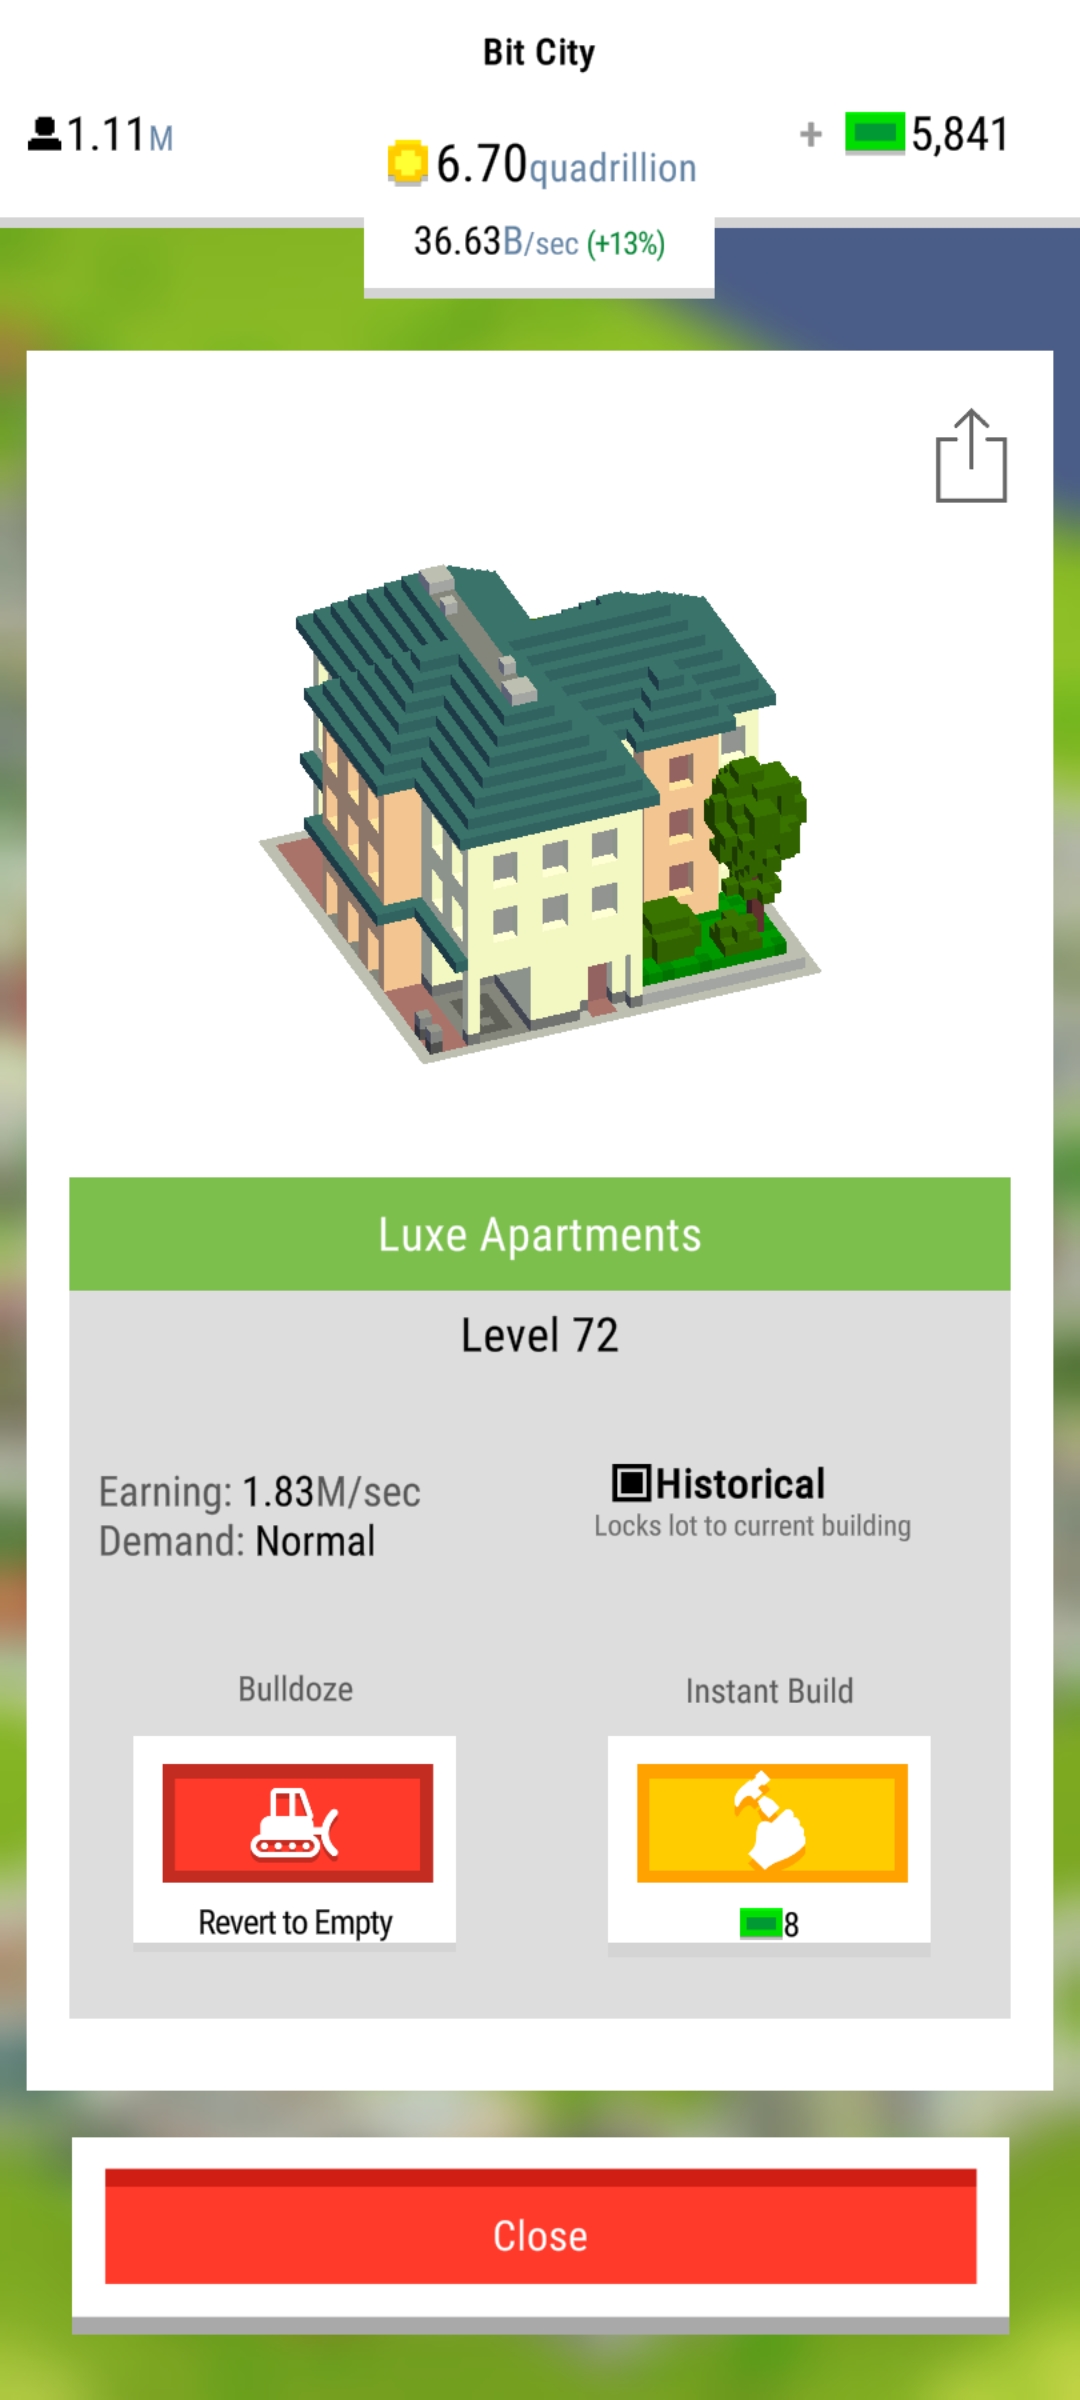 Bit City
1.11M
6.70quadrillion
+ 5,841
36.63B/sec (+13%)
Luxe Apartments
Level 72
Earning: 1.83M/sec
Demand: Normal
Historical
Locks lot to current building
Bulldoze
Instant Build
Revert to Empty
8
Close